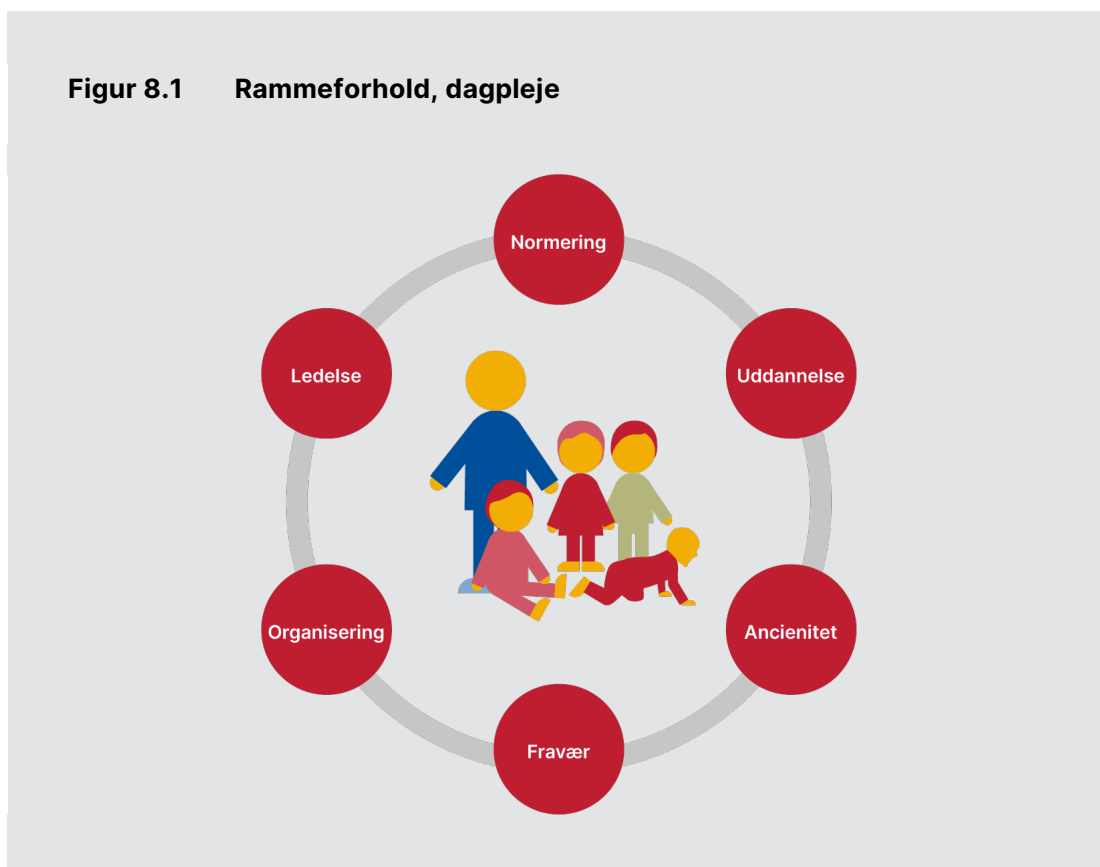 Figur 8.1 Rammeforhold, dagpleje
Normering
Ledelse
Uddannelse
Organisering
Ancienitet
Fravær